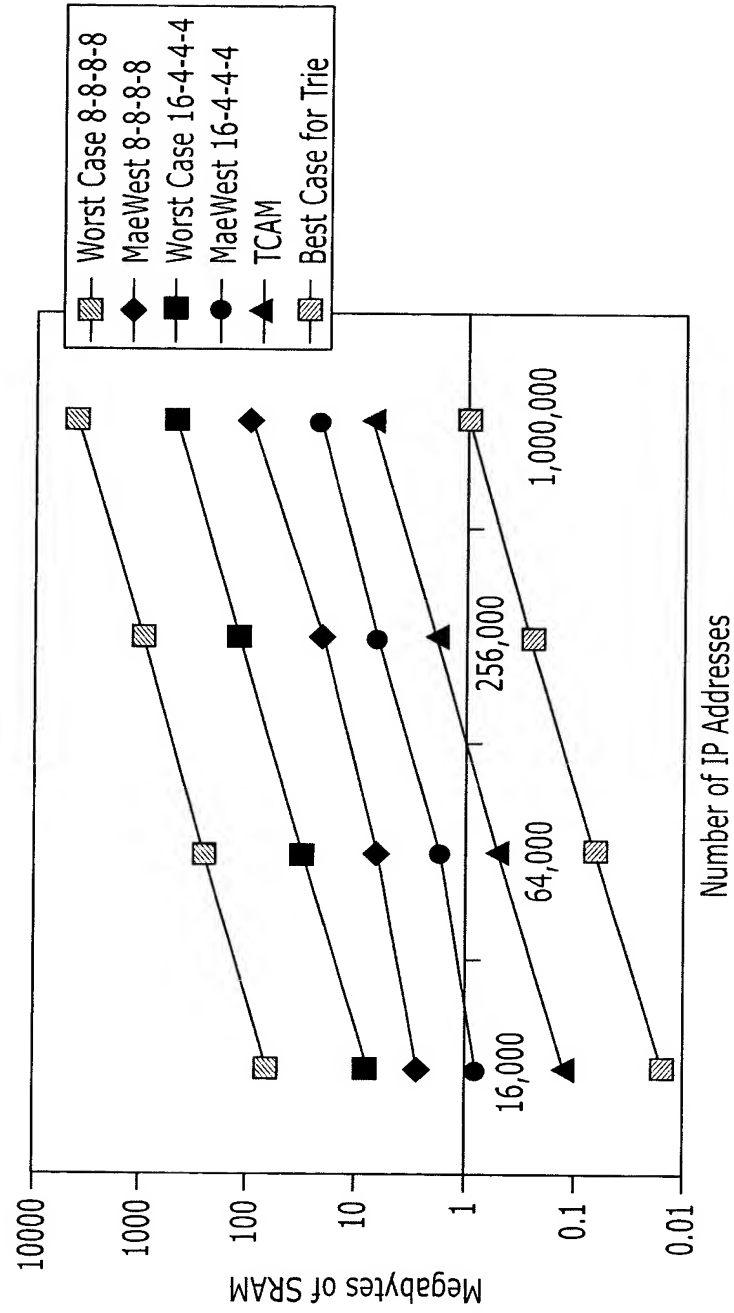 Worst Case 8-8-8-8
MaeWest 8-8-8-8
Worst Case 16-4-4-4
MaeWest 16-4-4-4
TCAM
Best Case for Trie
10000
1000
100
10
1
0.1
0.01
Megabytes of SRAM
16,000
64,000
256,000
1,000,000
Number of IP Addresses